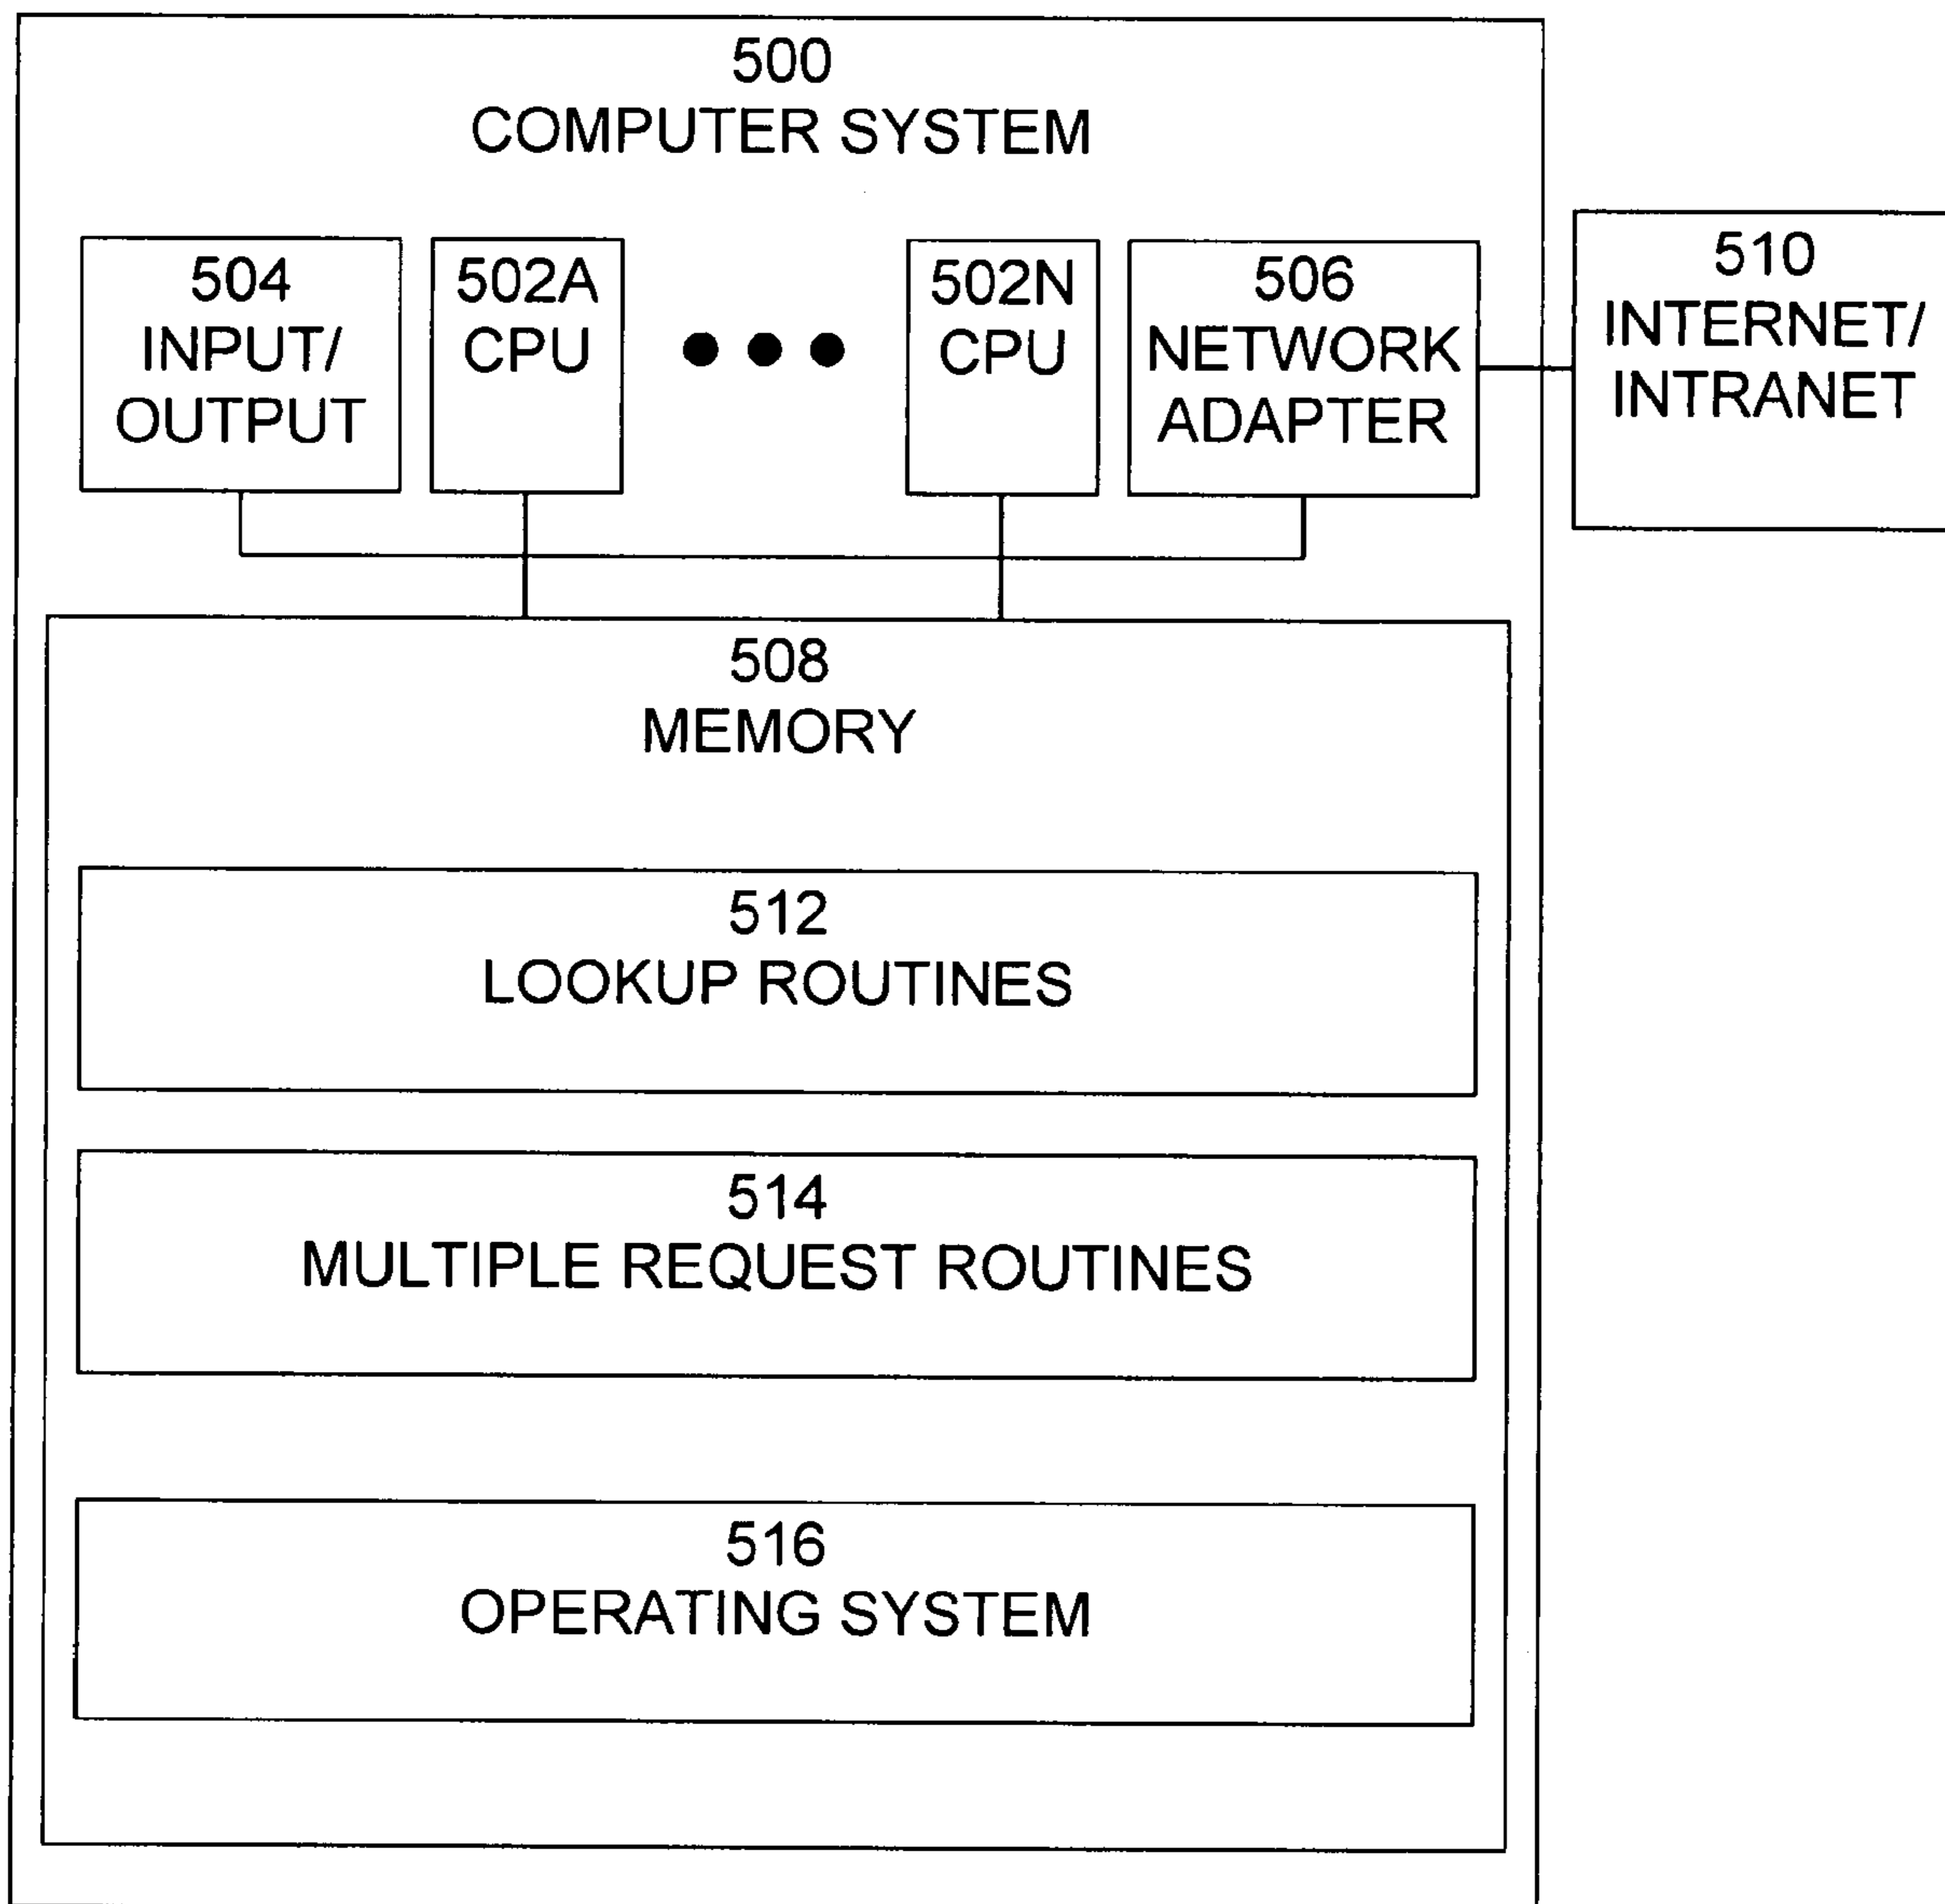 500
COMPUTER SYSTEM
504
INPUT/
OUTPUT
502A
CPU
502N
CPU
506
NETWORK
ADAPTER
510
INTERNET/
INTRANET
508
MEMORY
512
LOOKUP ROUTINES
514
MULTIPLE REQUEST ROUTINES
516
OPERATING SYSTEM